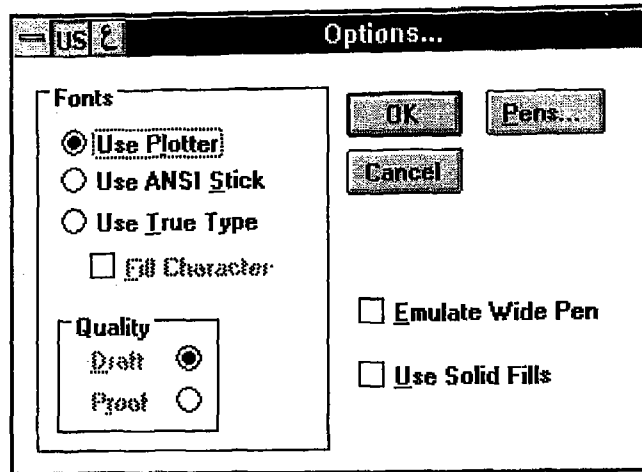 US ع Options...
Fonts
Use Plotter
Use ANSI Stick
Use True Type
Fill Character
Quality
Draft
Proof
OK
Pens...
Cancel
Emulate Wide Pen
Use Solid Fills